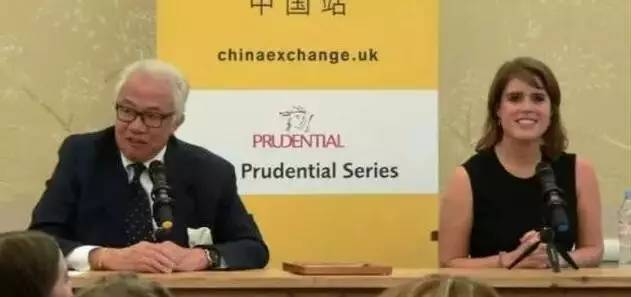 中国站
chinaexchange.uk
PRUDENTIAL
Prudential Series